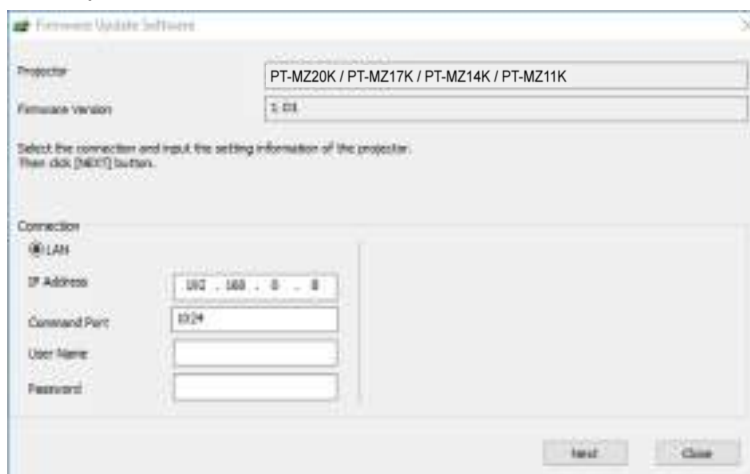 Firmware Update Software
Projector
PT-MZ20K / PT-MZ17K / PT-MZ14K / PT-MZ11K
Firmware Version
Select the connection and input the setting information of the projector.
Then click [NEXT] button.
Connection
LAN
IP Address
192 . 168 . 0 . 8
Command Port
1024
User Name
Password
Next
Close